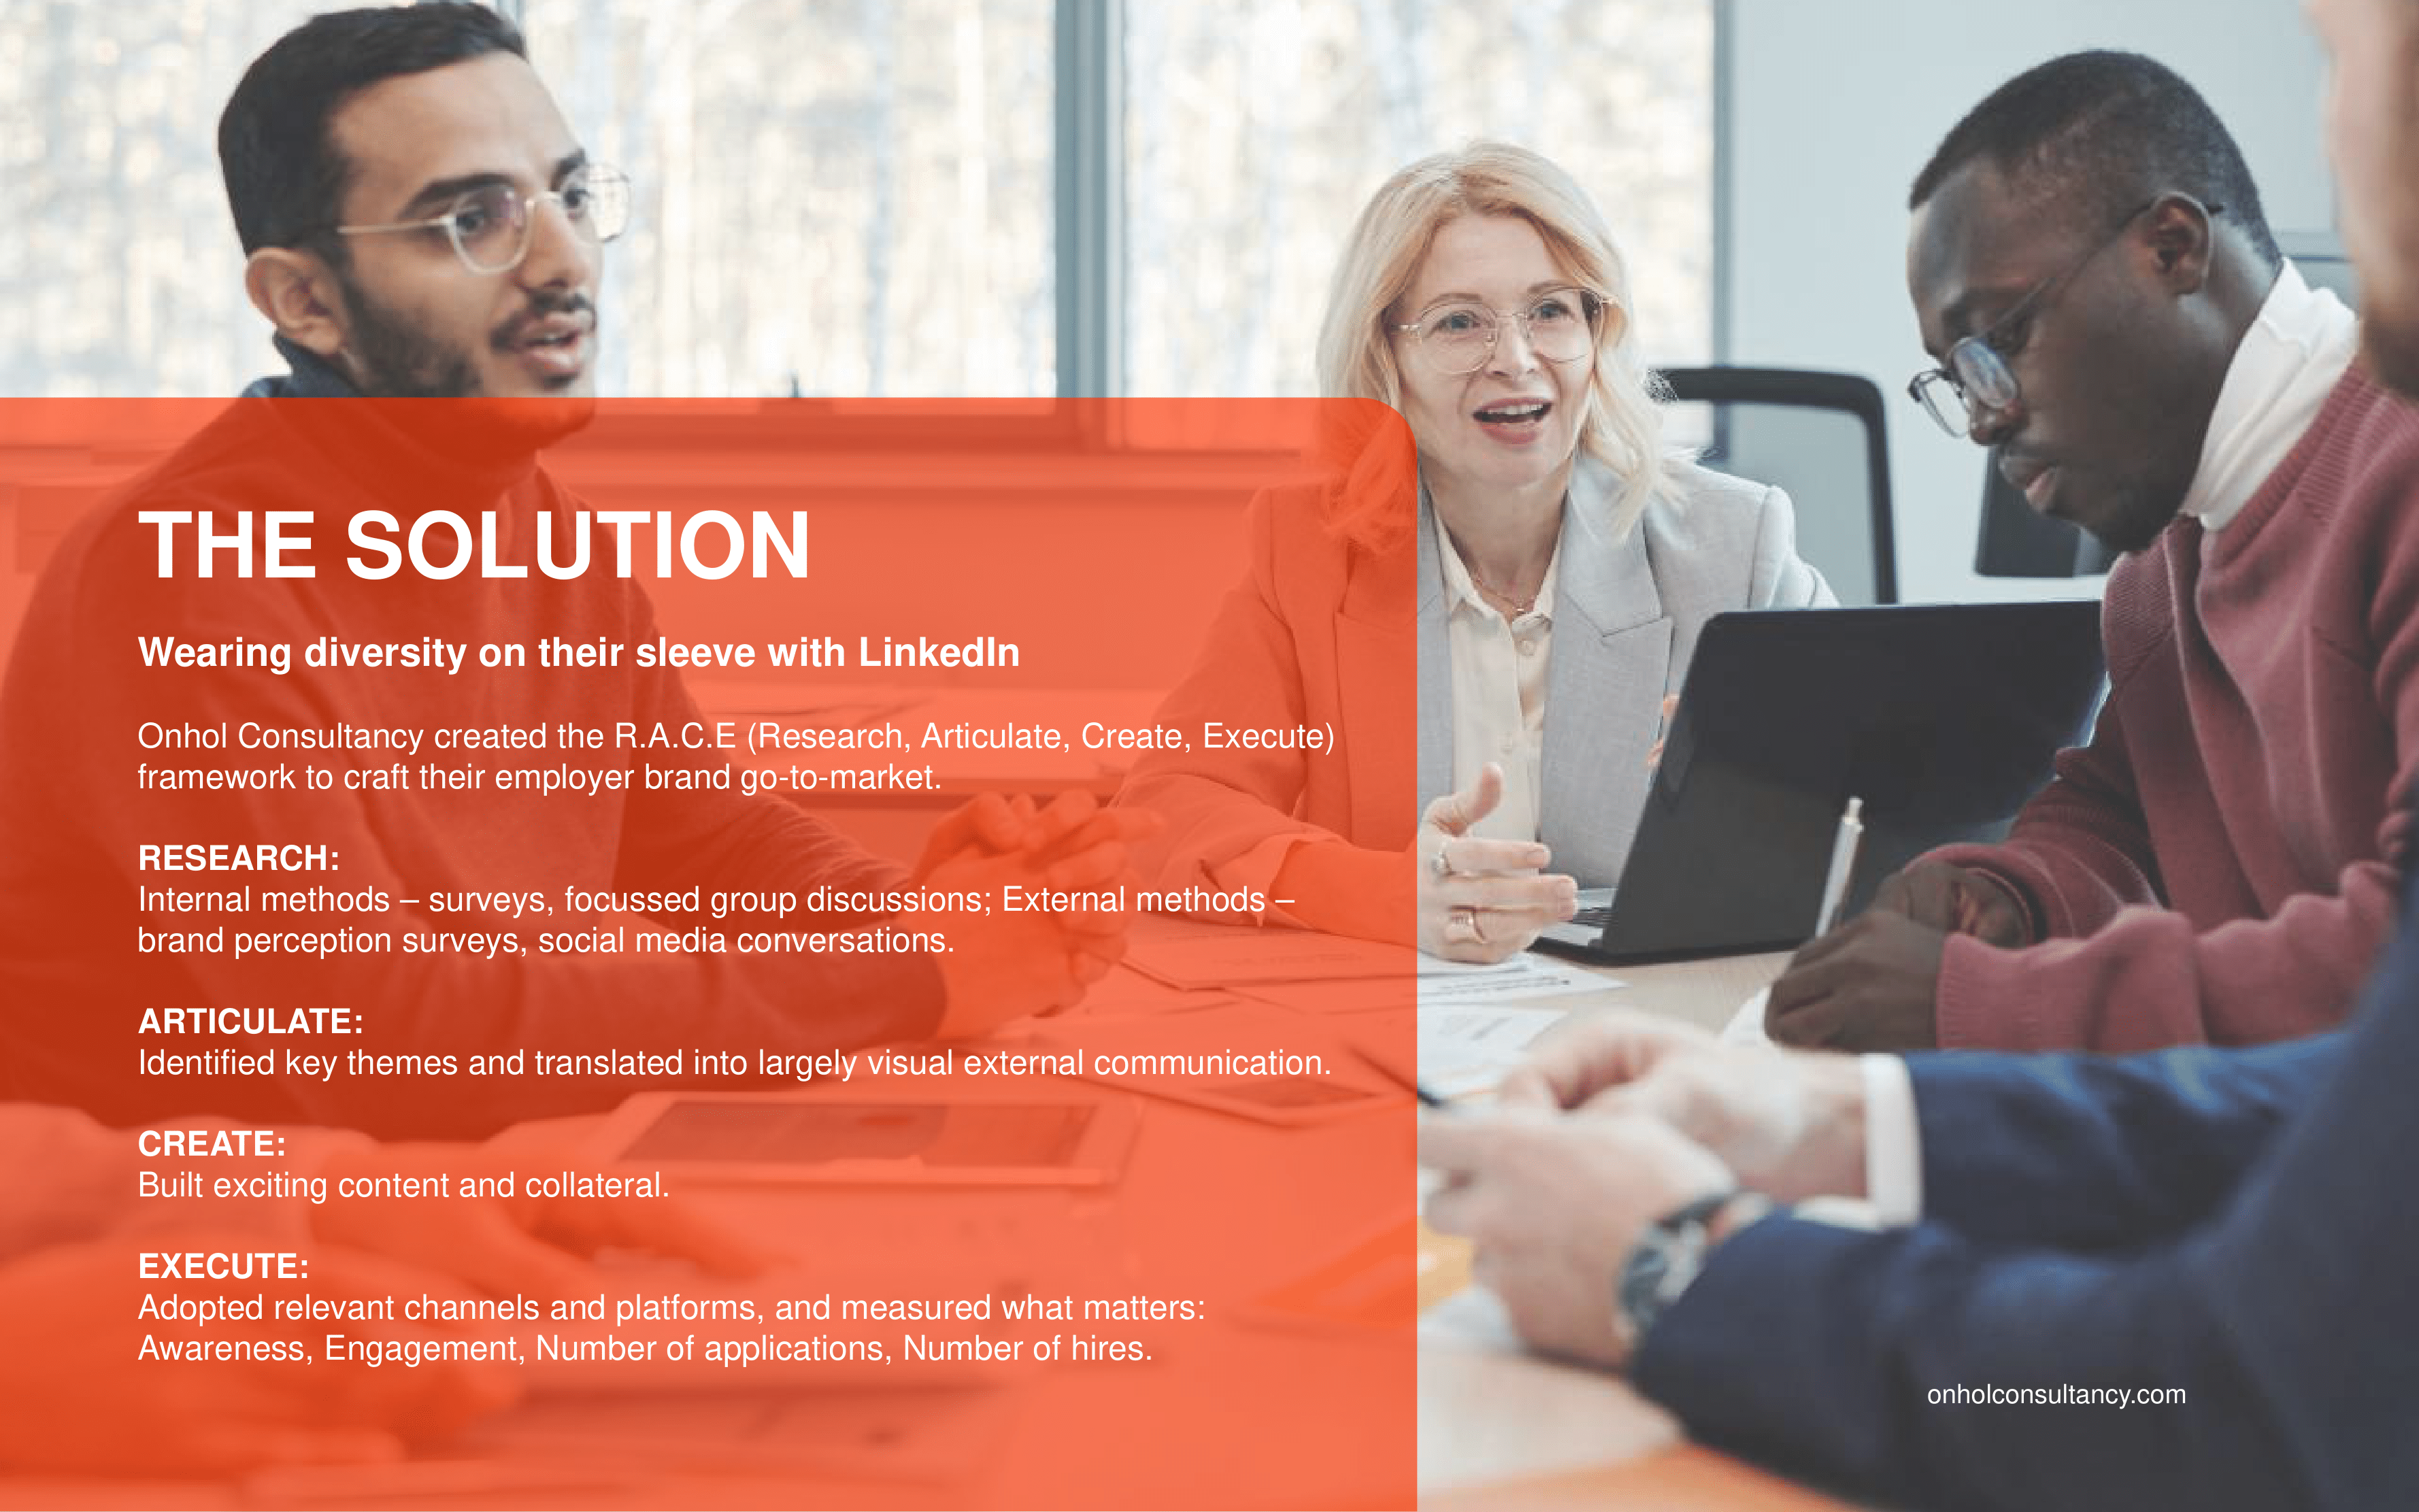 THE SOLUTION
Wearing diversity on their sleeve with LinkedIn
Onhol Consultancy created the R.A.C.E (Research, Articulate, Create, Execute)
framework to craft their employer brand go-to-market.
RESEARCH:
Internal methods – surveys, focussed group discussions; External methods –
brand perception surveys, social media conversations.
ARTICULATE:
Identified key themes and translated into largely visual external communication.
CREATE:
Built exciting content and collateral.
EXECUTE:
Adopted relevant channels and platforms, and measured what matters:
Awareness, Engagement, Number of applications, Number of hires.
onholconsultancy.com